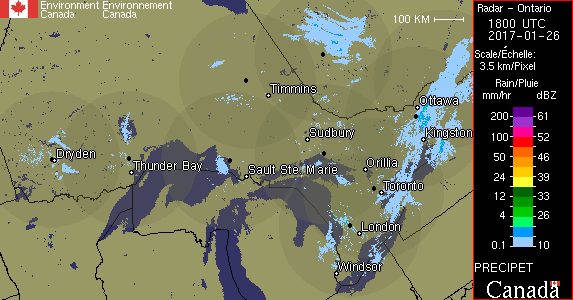 Environment Environnement
Canada Canada
100 KM
Timmins
Ottawa
Sudbury
Kingston
Dryden
Thunder Bay
Sault Ste. Marie
Orillia
Toronto
London
Windsor
Radar - Ontario
1800 UTC
2017-01-26
Scale/Échelle:
3.5 km/Pixel
Rain/Pluie
mm/hr dBZ
200 61
100 52
50 46
24 39
12 33
4 26
0.1 10
PRECIPET
Canada